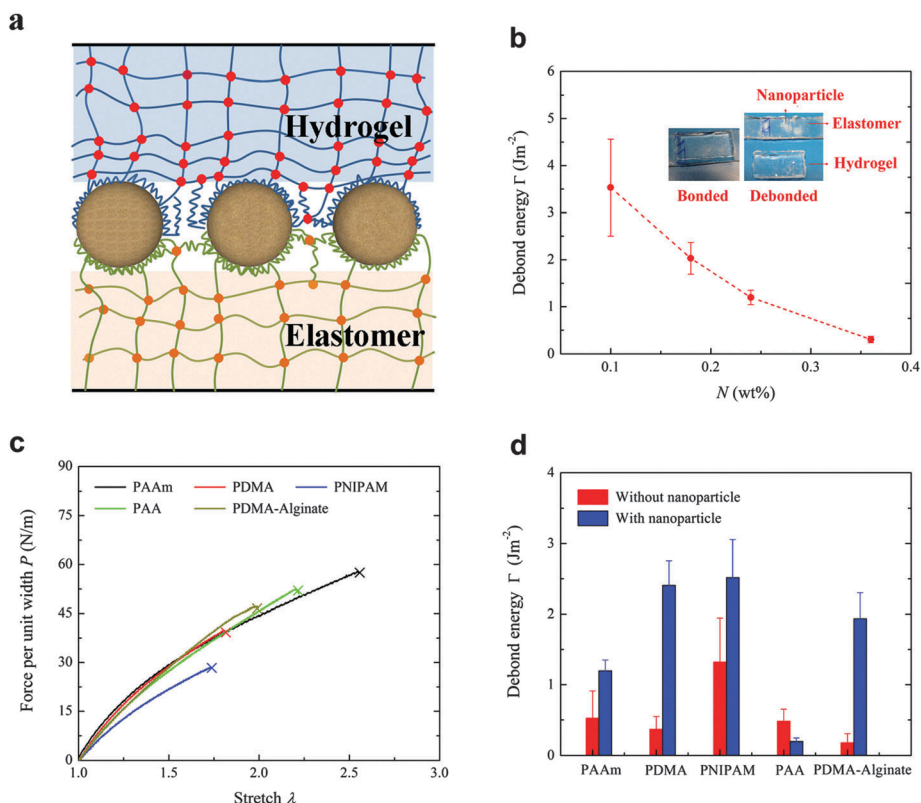 a
Hydrogel
Elastomer
b
Debond energy Γ (Jm⁻²)
6
5
4
3
2
1
0
Nanoparticle
Elastomer
Hydrogel
Bonded
Debonded
0.1
0.2
0.3
0.4
N (wt%)
c
Force per unit width P (N/m)
90
75
60
45
30
15
0
PAAm
PDMA
PNIPAM
PAA
PDMA-Alginate
1.0
1.5
2.0
2.5
3.0
Stretch λ
d
Debond energy Γ (Jm⁻²)
4
3
2
1
0
Without nanoparticle
With nanoparticle
PAAm
PDMA
PNIPAM
PAA
PDMA-Alginate